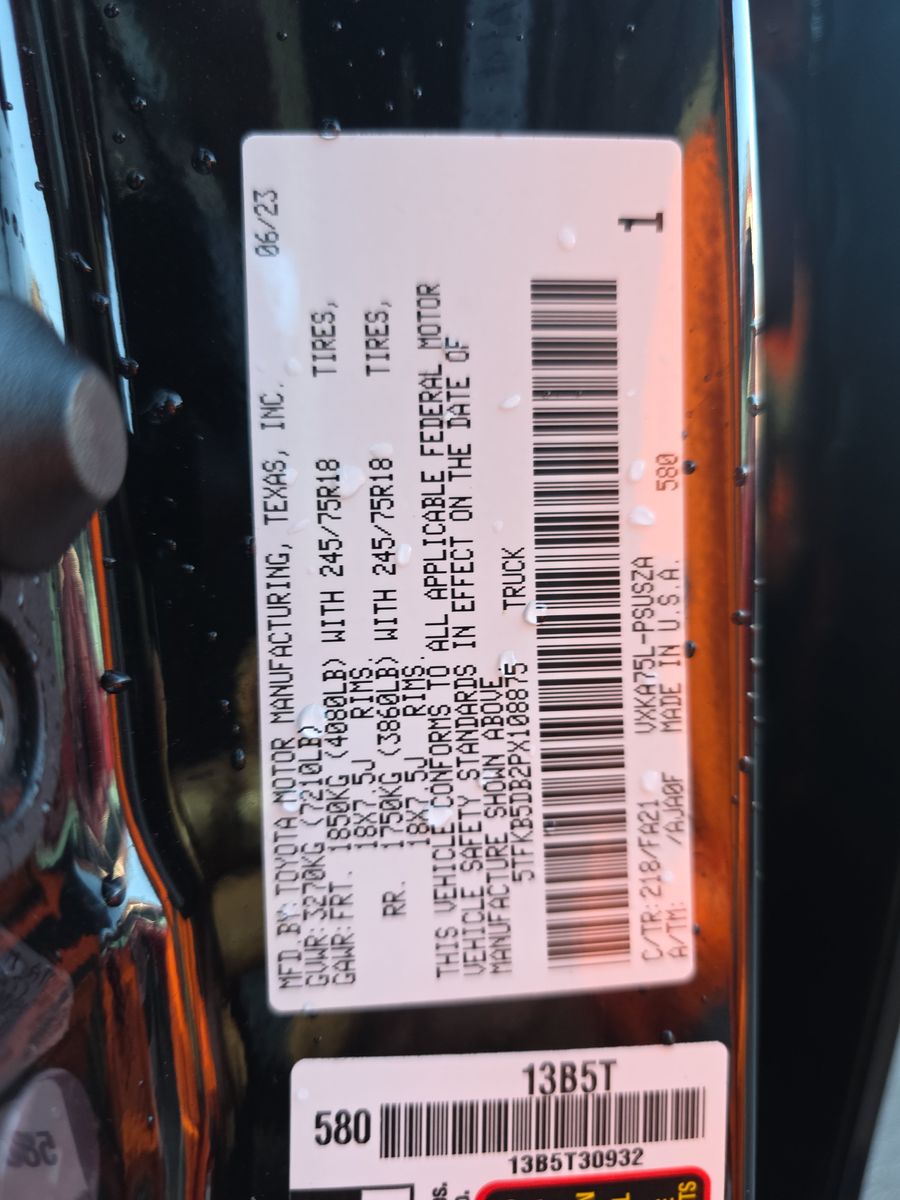 MFD.BY:TOYOTA MOTOR MANUFACTURING, TEXAS, INC. 06/23
GVWR:3270KG (7210LB)
GAWR:FRT. 1850KG (4080LB) WITH 245/75R18 TIRES,
18X7.5J RIMS.
RR. 1750KG (3860LB) WITH 245/75R18 TIRES,
18X7.5J RIMS.
THIS VEHICLE CONFORMS TO ALL APPLICABLE FEDERAL MOTOR
VEHICLE SAFETY STANDARDS IN EFFECT ON THE DATE OF
MANUFACTURE SHOWN ABOVE.
5TFKB5DB2PX108875 TRUCK
C/TR:218/FA21 VXKA75L-PSUSZA 1
A/TM: /AJA0F MADE IN U.S.A. 580
13B5T
580
13B5T30932